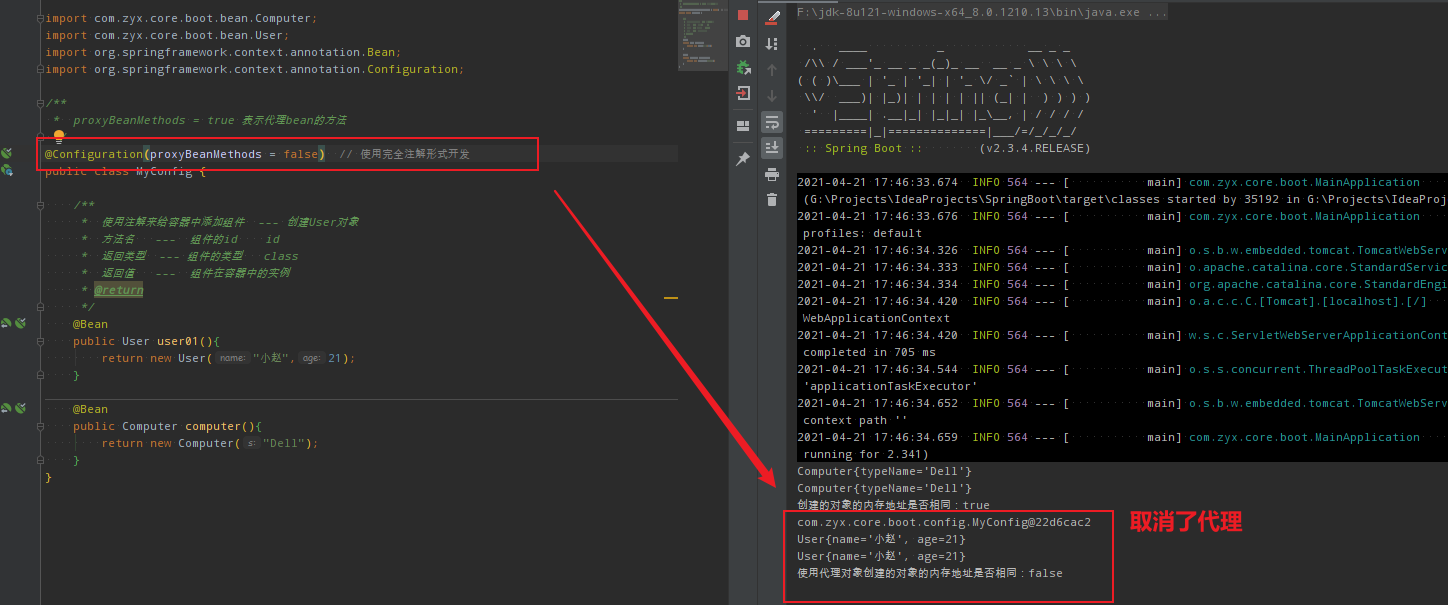 import com.zyx.core.boot.bean.Computer;
import com.zyx.core.boot.bean.User;
import org.springframework.context.annotation.Bean;
import org.springframework.context.annotation.Configuration;
/**
* proxyBeanMethods = true 表示代理bean的方法
@Configuration(proxyBeanMethods = false) // 使用完全注解形式开发
public class MyConfig {
/**
* 使用注解来给容器中添加组件 --- 创建User对象
* 方法名 --- 组件的id id
* 返回类型 --- 组件的类型 class
* 返回值 --- 组件在容器中的实例
* @return
*/
@Bean
public User user01(){
return new User( name: "小赵", age: 21);
}
@Bean
public Computer computer(){
return new Computer( s: "Dell");
}
}
F:\jdk-8u121-windows-x64_8.0.1210.13\bin\java.exe ...
  .   ____          _            __ _ _
 /\\ / ___'_ __ _ _(_)_ __  __ _ \ \ \ \
( ( )\___ | '_ | '_| | '_ \/ _` | \ \ \ \
 \\/  ___)| |_)| | | | | || (_| |  ) ) ) )
  '  |____| .__|_| |_|_| |_\__, | / / / /
 =========|_|==============|___/=/_/_/_/
:: Spring Boot :: (v2.3.4.RELEASE)
2021-04-21 17:46:33.674 INFO 564 --- [ main] com.zyx.core.boot.MainApplication
(G:\Projects\IdeaProjects\SpringBoot\target\classes started by 35192 in G:\Projects\IdeaProj
2021-04-21 17:46:33.676 INFO 564 --- [ main] com.zyx.core.boot.MainApplication
profiles: default
2021-04-21 17:46:34.326 INFO 564 --- [ main] o.s.b.w.embedded.tomcat.TomcatWebServ
2021-04-21 17:46:34.333 INFO 564 --- [ main] o.apache.catalina.core.StandardServic
2021-04-21 17:46:34.334 INFO 564 --- [ main] org.apache.catalina.core.StandardEngi
2021-04-21 17:46:34.420 INFO 564 --- [ main] o.a.c.c.C.[Tomcat].[localhost].[/]
WebApplicationContext
2021-04-21 17:46:34.420 INFO 564 --- [ main] w.s.c.ServletWebServerApplicationCont
completed in 705 ms
2021-04-21 17:46:34.544 INFO 564 --- [ main] o.s.s.concurrent.ThreadPoolTaskExecut
'applicationTaskExecutor'
2021-04-21 17:46:34.652 INFO 564 --- [ main] o.s.b.w.embedded.tomcat.TomcatWebServ
context path ''
2021-04-21 17:46:34.659 INFO 564 --- [ main] com.zyx.core.boot.MainApplication
running for 2.341)
Computer{typeName='Dell'}
Computer{typeName='Dell'}
创建的对象的内存地址是否相同：true
com.zyx.core.boot.config.MyConfig@22d6cac2
User{name='小赵', age=21}
User{name='小赵', age=21}
使用代理对象创建的对象的内存地址是否相同：false
取消了代理